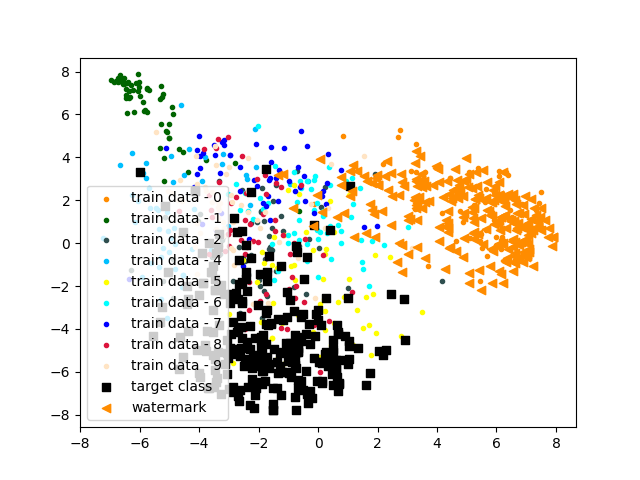 8
6
4
2
0
−2
−4
−6
−8
train data - 0
train data - 1
train data - 2
train data - 4
train data - 5
train data - 6
train data - 7
train data - 8
train data - 9
target class
watermark
−8 −6 −4 −2 0 2 4 6 8